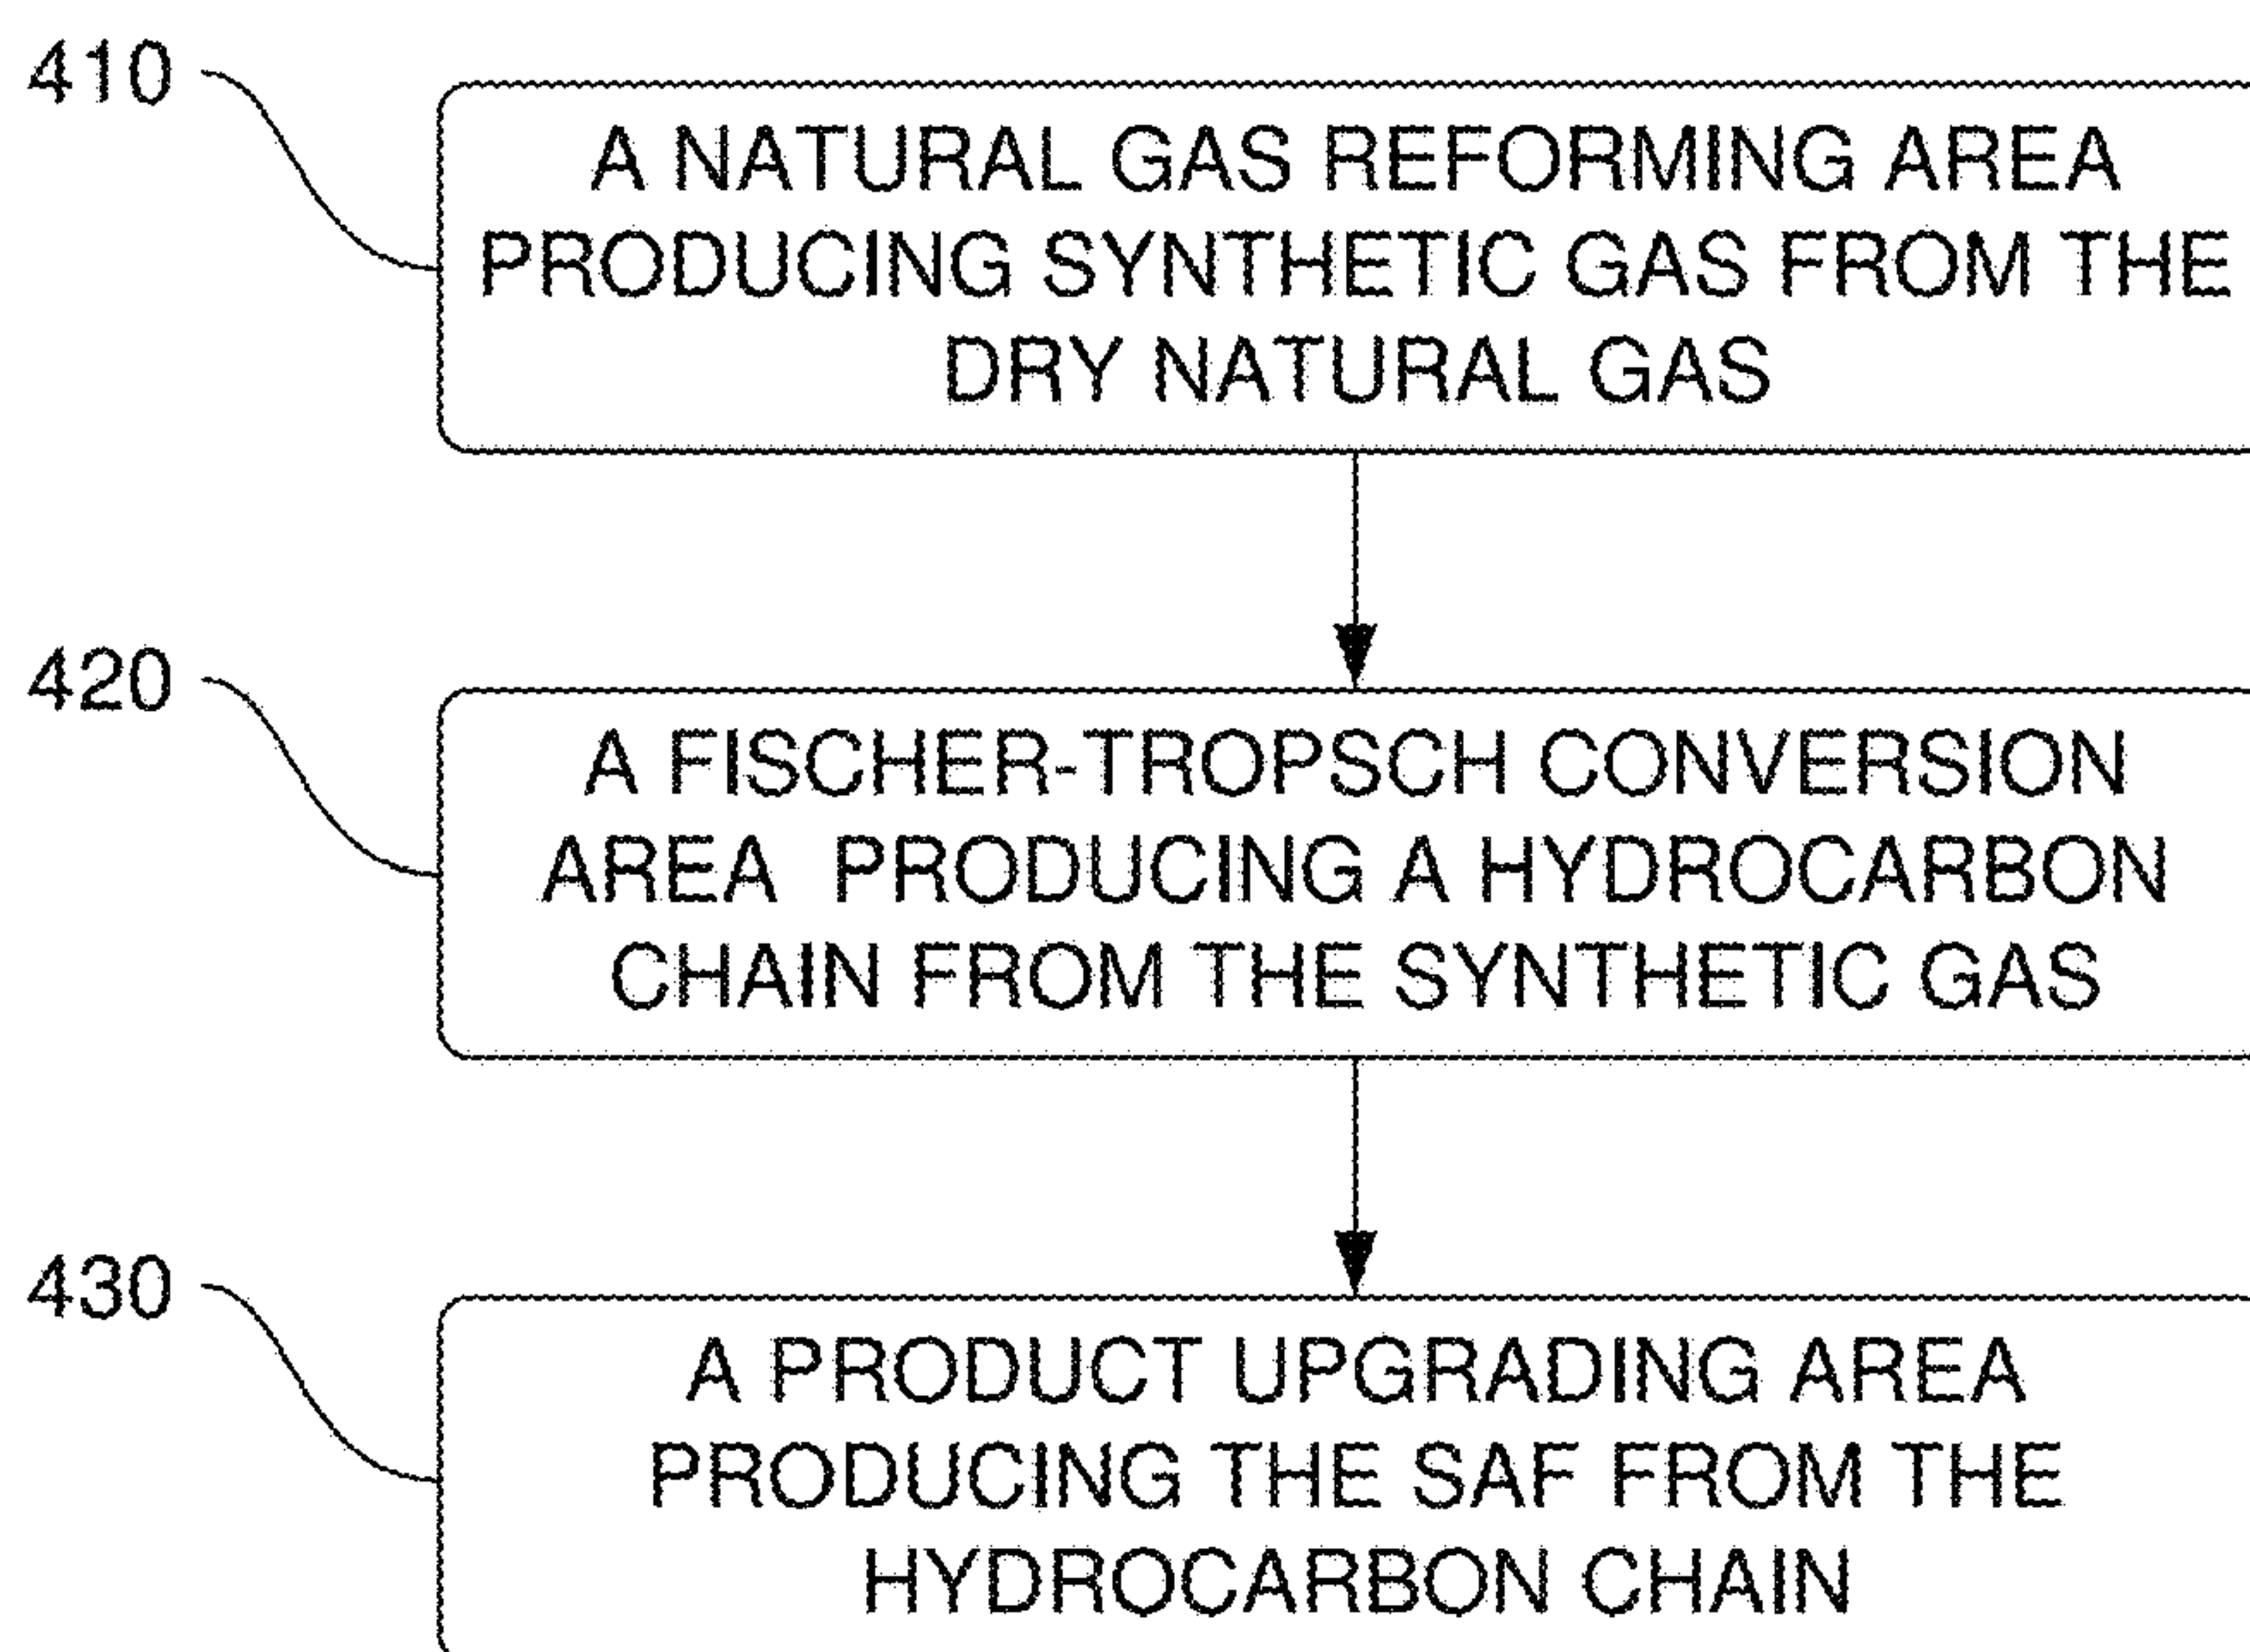 410
A NATURAL GAS REFORMING AREA
PRODUCING SYNTHETIC GAS FROM THE
DRY NATURAL GAS
420
A FISCHER-TROPSCH CONVERSION
AREA PRODUCING A HYDROCARBON
CHAIN FROM THE SYNTHETIC GAS
430
A PRODUCT UPGRADING AREA
PRODUCING THE SAF FROM THE
HYDROCARBON CHAIN